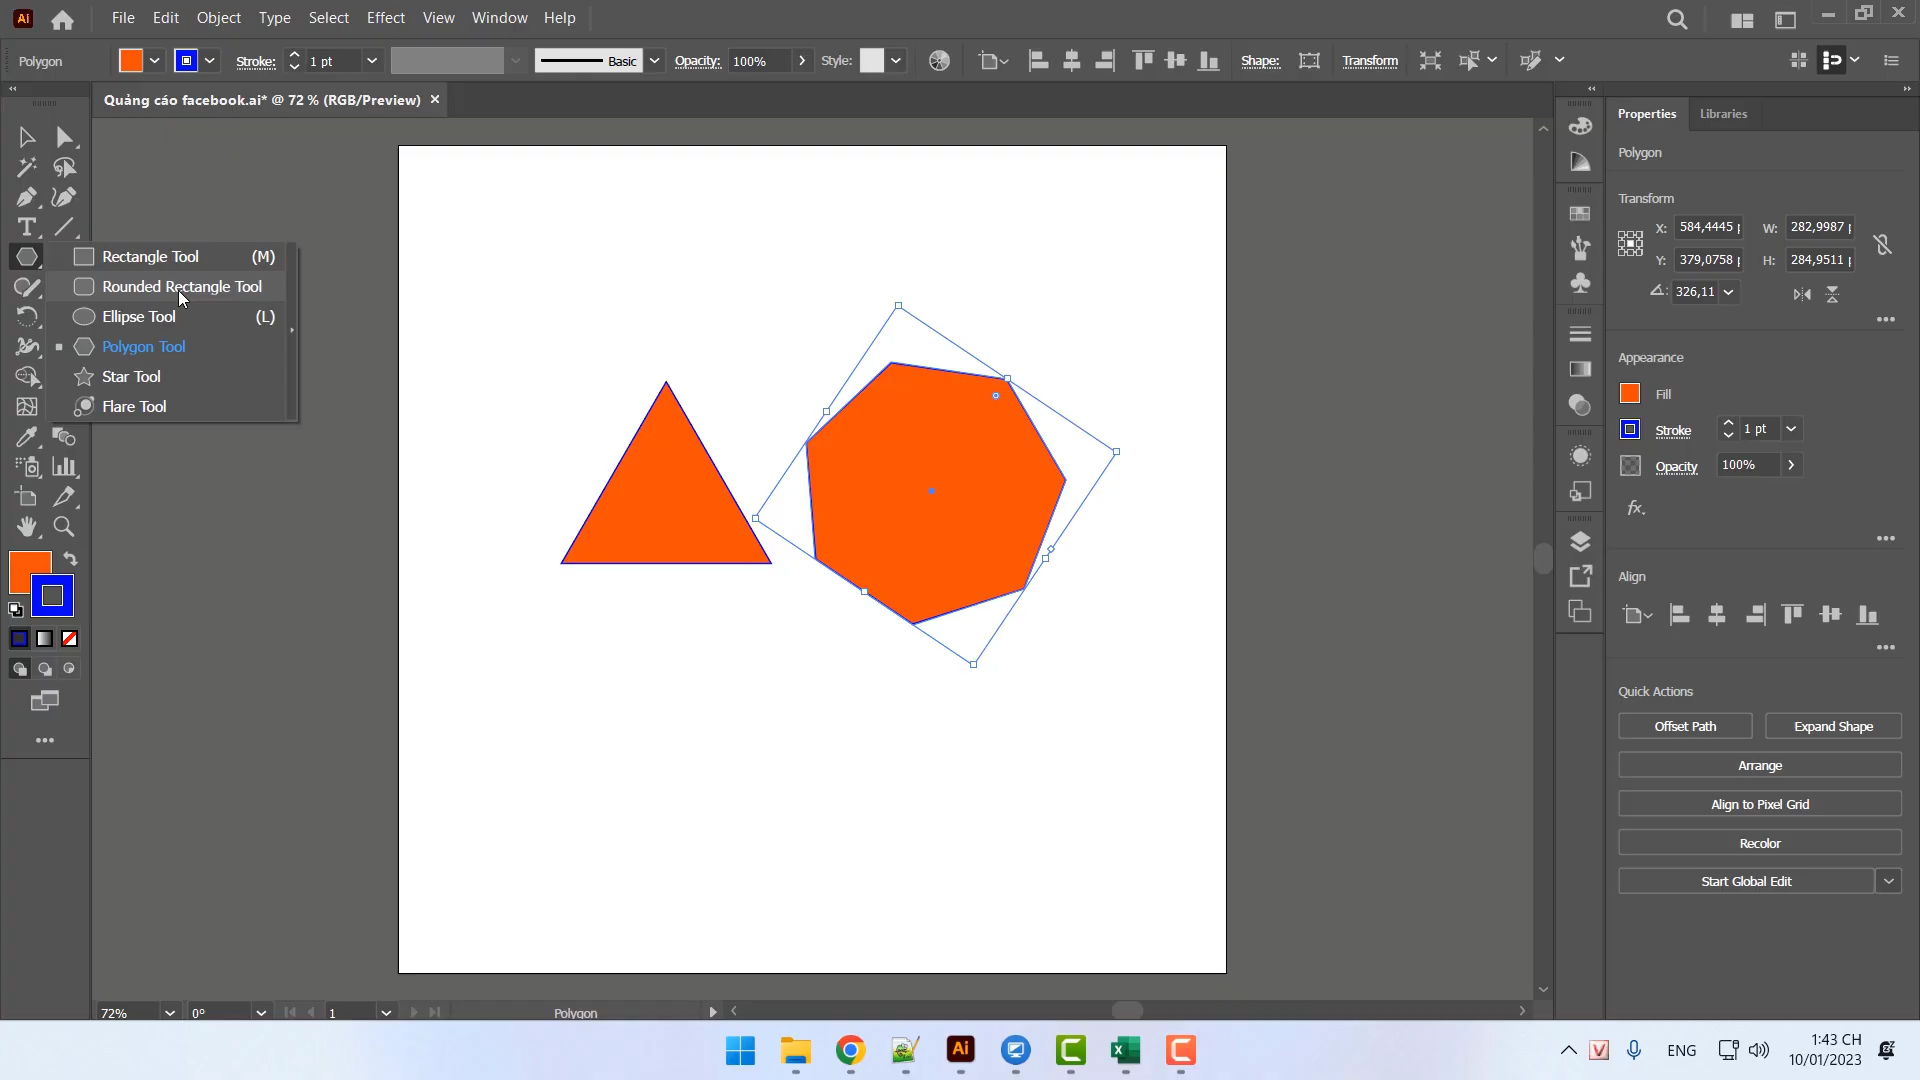 Ai File Edit Object Type Select Effect View Window Help
Polygon Stroke: 1 pt Basic Opacity: 100% Style: Shape: Transform
Quảng cáo facebook.ai* @ 72 % (RGB/Preview) ×
Rectangle Tool (M)
Rounded Rectangle Tool
Ellipse Tool (L)
Polygon Tool
Star Tool
Flare Tool
Properties Libraries
Polygon
Transform
X: 584,4445 p W: 282,9987 p
Y: 379,0758 p H: 284,9511 p
326,11
Appearance
Fill
Stroke 1 pt
Opacity 100%
fx.
Align
Quick Actions
Offset Path Expand Shape
Arrange
Align to Pixel Grid
Recolor
Start Global Edit
72% 0° 1 Polygon
Ai
ENG
1:43 CH
10/01/2023